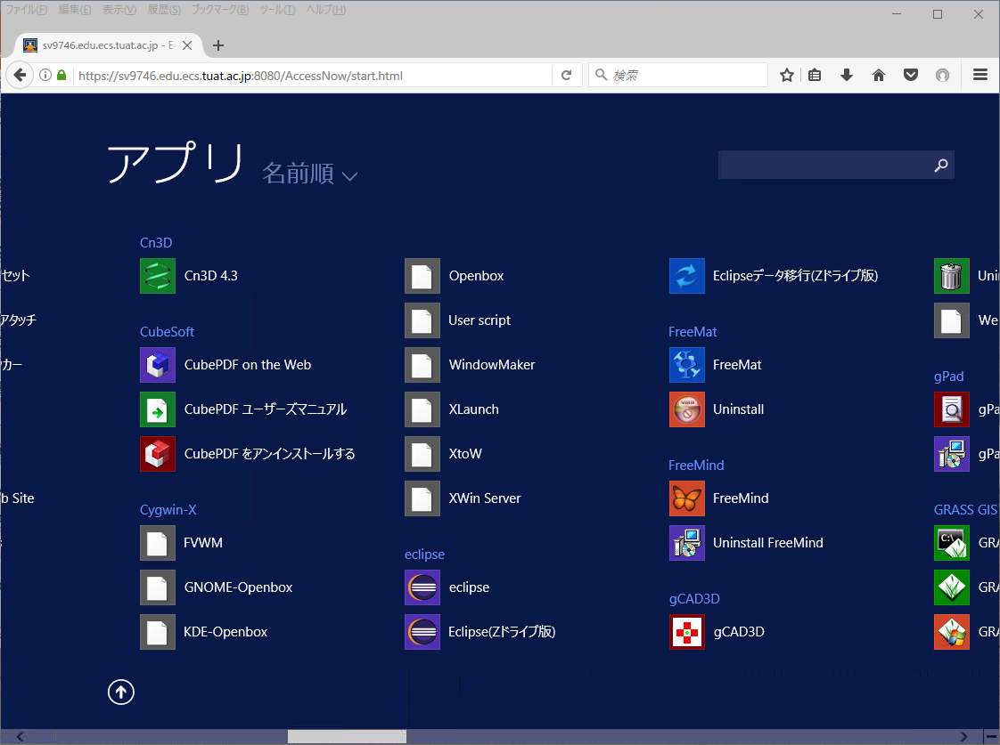 ファイル(F) 編集(E) 表示(V) 履歴(S) ブックマーク(B) ツール(T) ヘルプ(H)
sv9746.edu.ecs.tuat.ac.jp - E
https://sv9746.edu.ecs.tuat.ac.jp:8080/AccessNow/start.html
検索
アプリ 名前順
セット
アタッチ
カー
b Site
Cn3D
Cn3D 4.3
CubeSoft
CubePDF on the Web
CubePDF ユーザーズマニュアル
CubePDF をアンインストールする
Cygwin-X
FVWM
GNOME-Openbox
KDE-Openbox
Openbox
User script
WindowMaker
XLaunch
XtoW
XWin Server
eclipse
eclipse
Eclipse(Zドライブ版)
Eclipseデータ移行(Zドライブ版)
FreeMat
FreeMat
Uninstall
FreeMind
FreeMind
Uninstall FreeMind
gCAD3D
gCAD3D
Uni
We
gPad
gPa
gPa
GRASS GIS
GRA
GRA
GRA